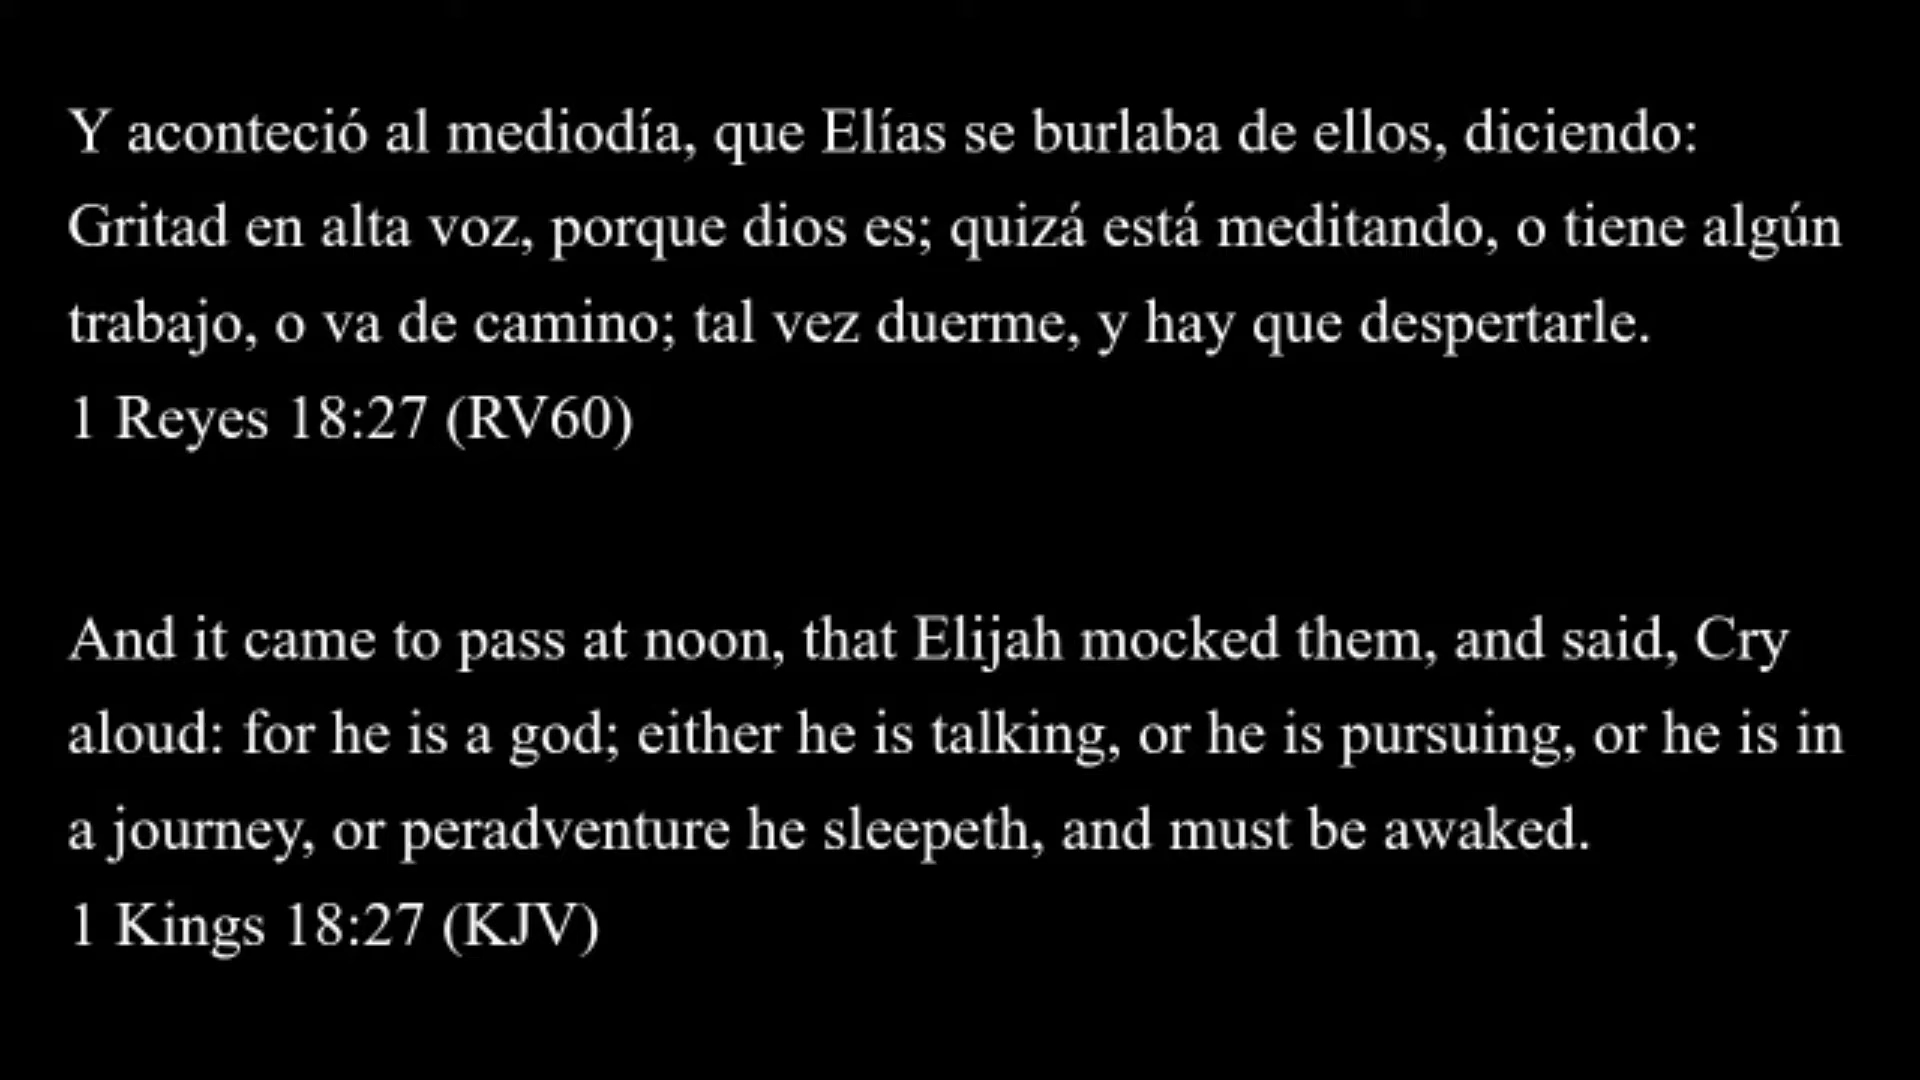 Y aconteció al mediodía, que Elías se burlaba de ellos, diciendo:
Gritad en alta voz, porque dios es; quizá está meditando, o tiene algún
trabajo, o va de camino; tal vez duerme, y hay que despertarle.
1 Reyes 18:27 (RV60)
And it came to pass at noon, that Elijah mocked them, and said, Cry
aloud: for he is a god; either he is talking, or he is pursuing, or he is in
a journey, or peradventure he sleepeth, and must be awaked.
1 Kings 18:27 (KJV)